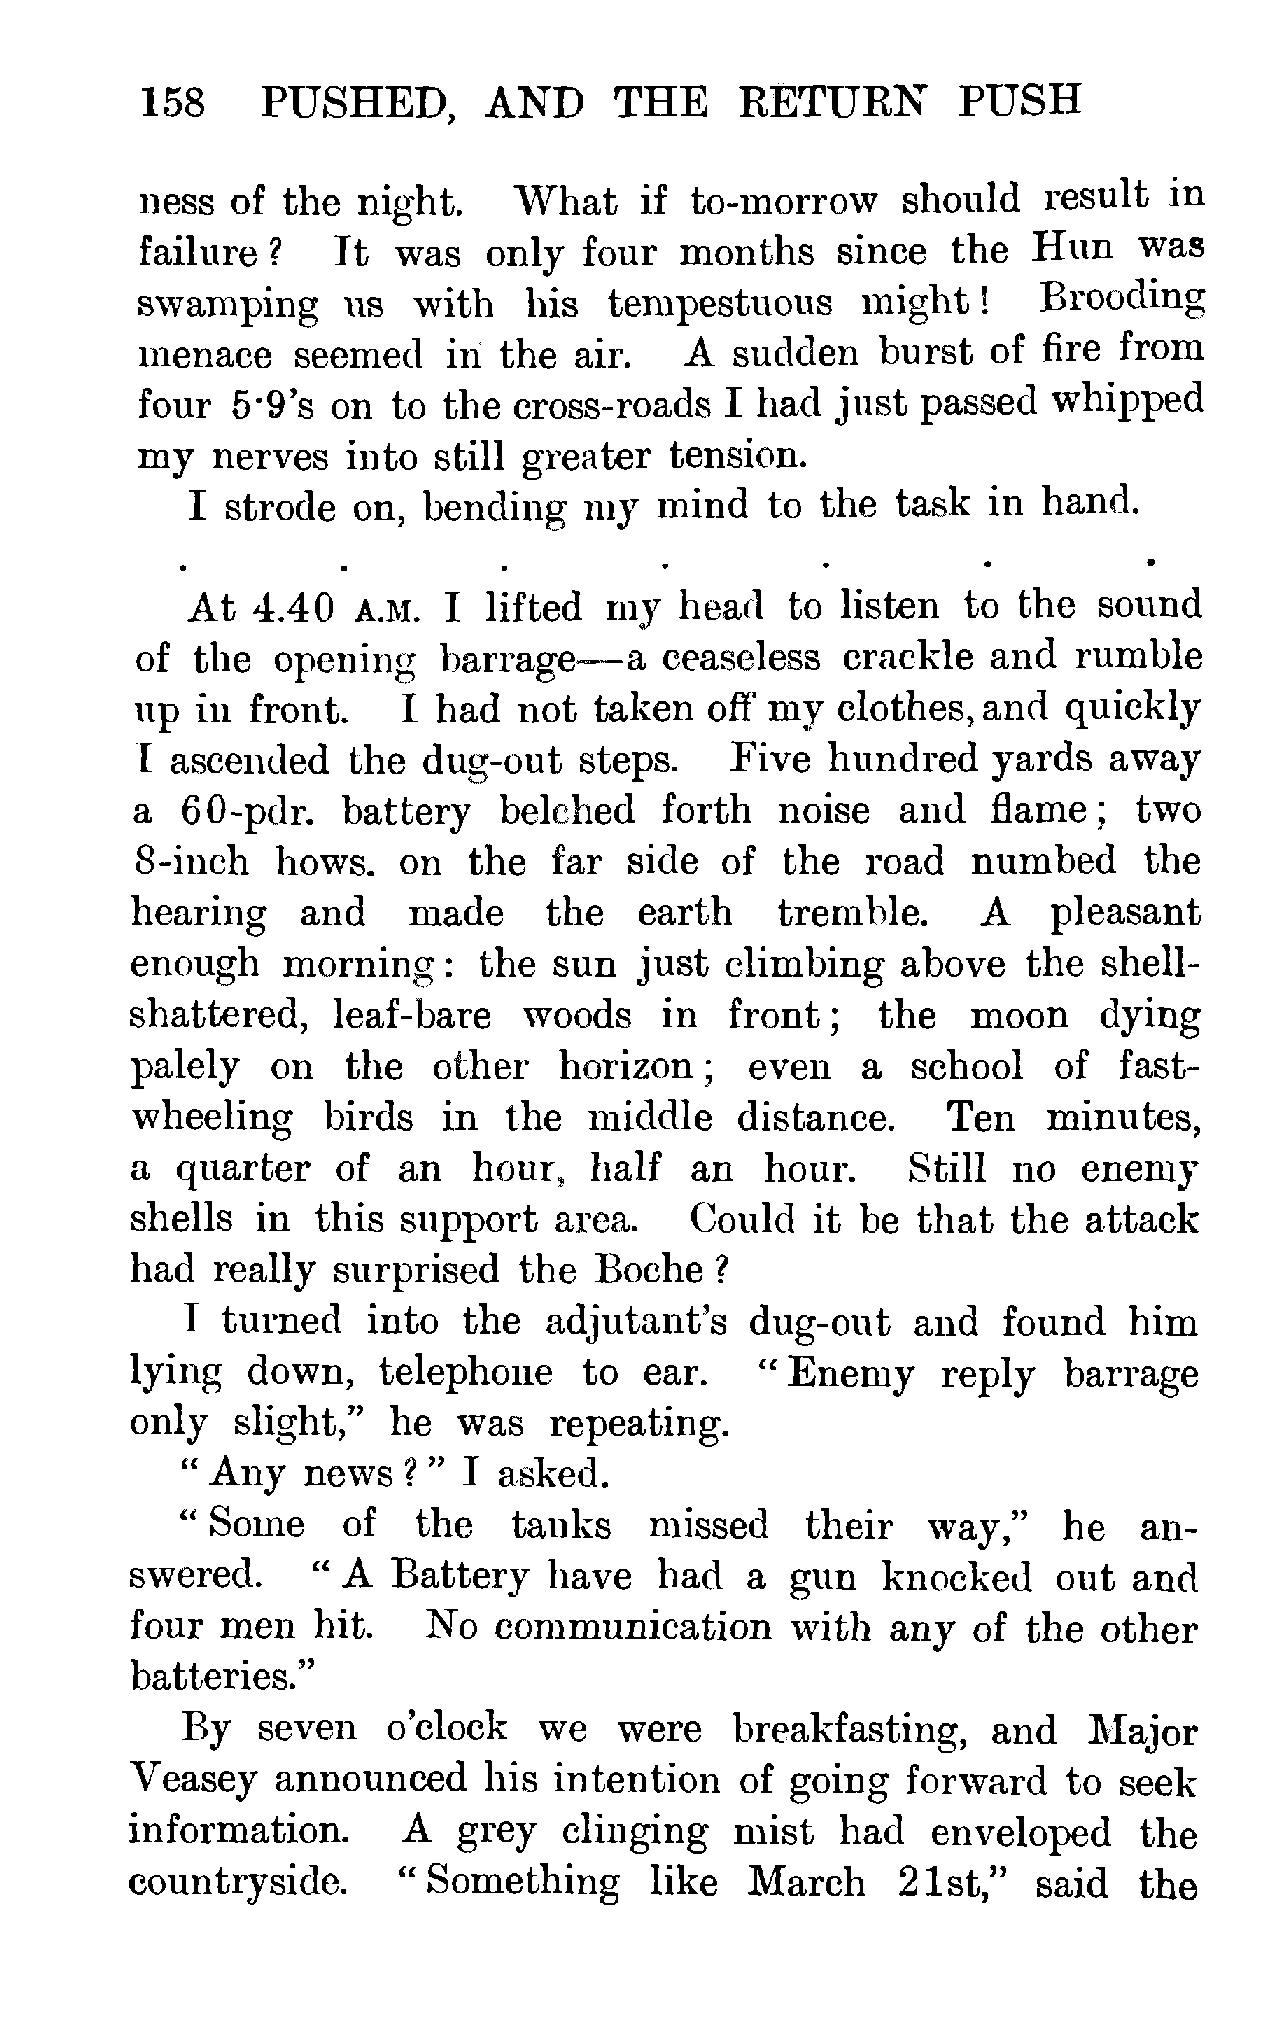 158 PUSHED, AND THE RETURN PUSH
ness of the night. What if to-morrow should result in
failure? It was only four months since the Hun was
swamping us with his tempestuous might! Brooding
menace seemed in the air. A sudden burst of fire from
four 5·9's on to the cross-roads I had just passed whipped
my nerves into still greater tension.
I strode on, bending my mind to the task in hand.
. . . . . . .
At 4.40 A.M. I lifted my head to listen to the sound
of the opening barrage—a ceaseless crackle and rumble
up in front. I had not taken off my clothes, and quickly
I ascended the dug-out steps. Five hundred yards away
a 60-pdr. battery belched forth noise and flame; two
8-inch hows. on the far side of the road numbed the
hearing and made the earth tremble. A pleasant
enough morning: the sun just climbing above the shell-
shattered, leaf-bare woods in front; the moon dying
palely on the other horizon; even a school of fast-
wheeling birds in the middle distance. Ten minutes,
a quarter of an hour, half an hour. Still no enemy
shells in this support area. Could it be that the attack
had really surprised the Boche?
I turned into the adjutant's dug-out and found him
lying down, telephone to ear. "Enemy reply barrage
only slight," he was repeating.
"Any news?" I asked.
"Some of the tanks missed their way," he an-
swered. "A Battery have had a gun knocked out and
four men hit. No communication with any of the other
batteries."
By seven o'clock we were breakfasting, and Major
Veasey announced his intention of going forward to seek
information. A grey clinging mist had enveloped the
countryside. "Something like March 21st," said the